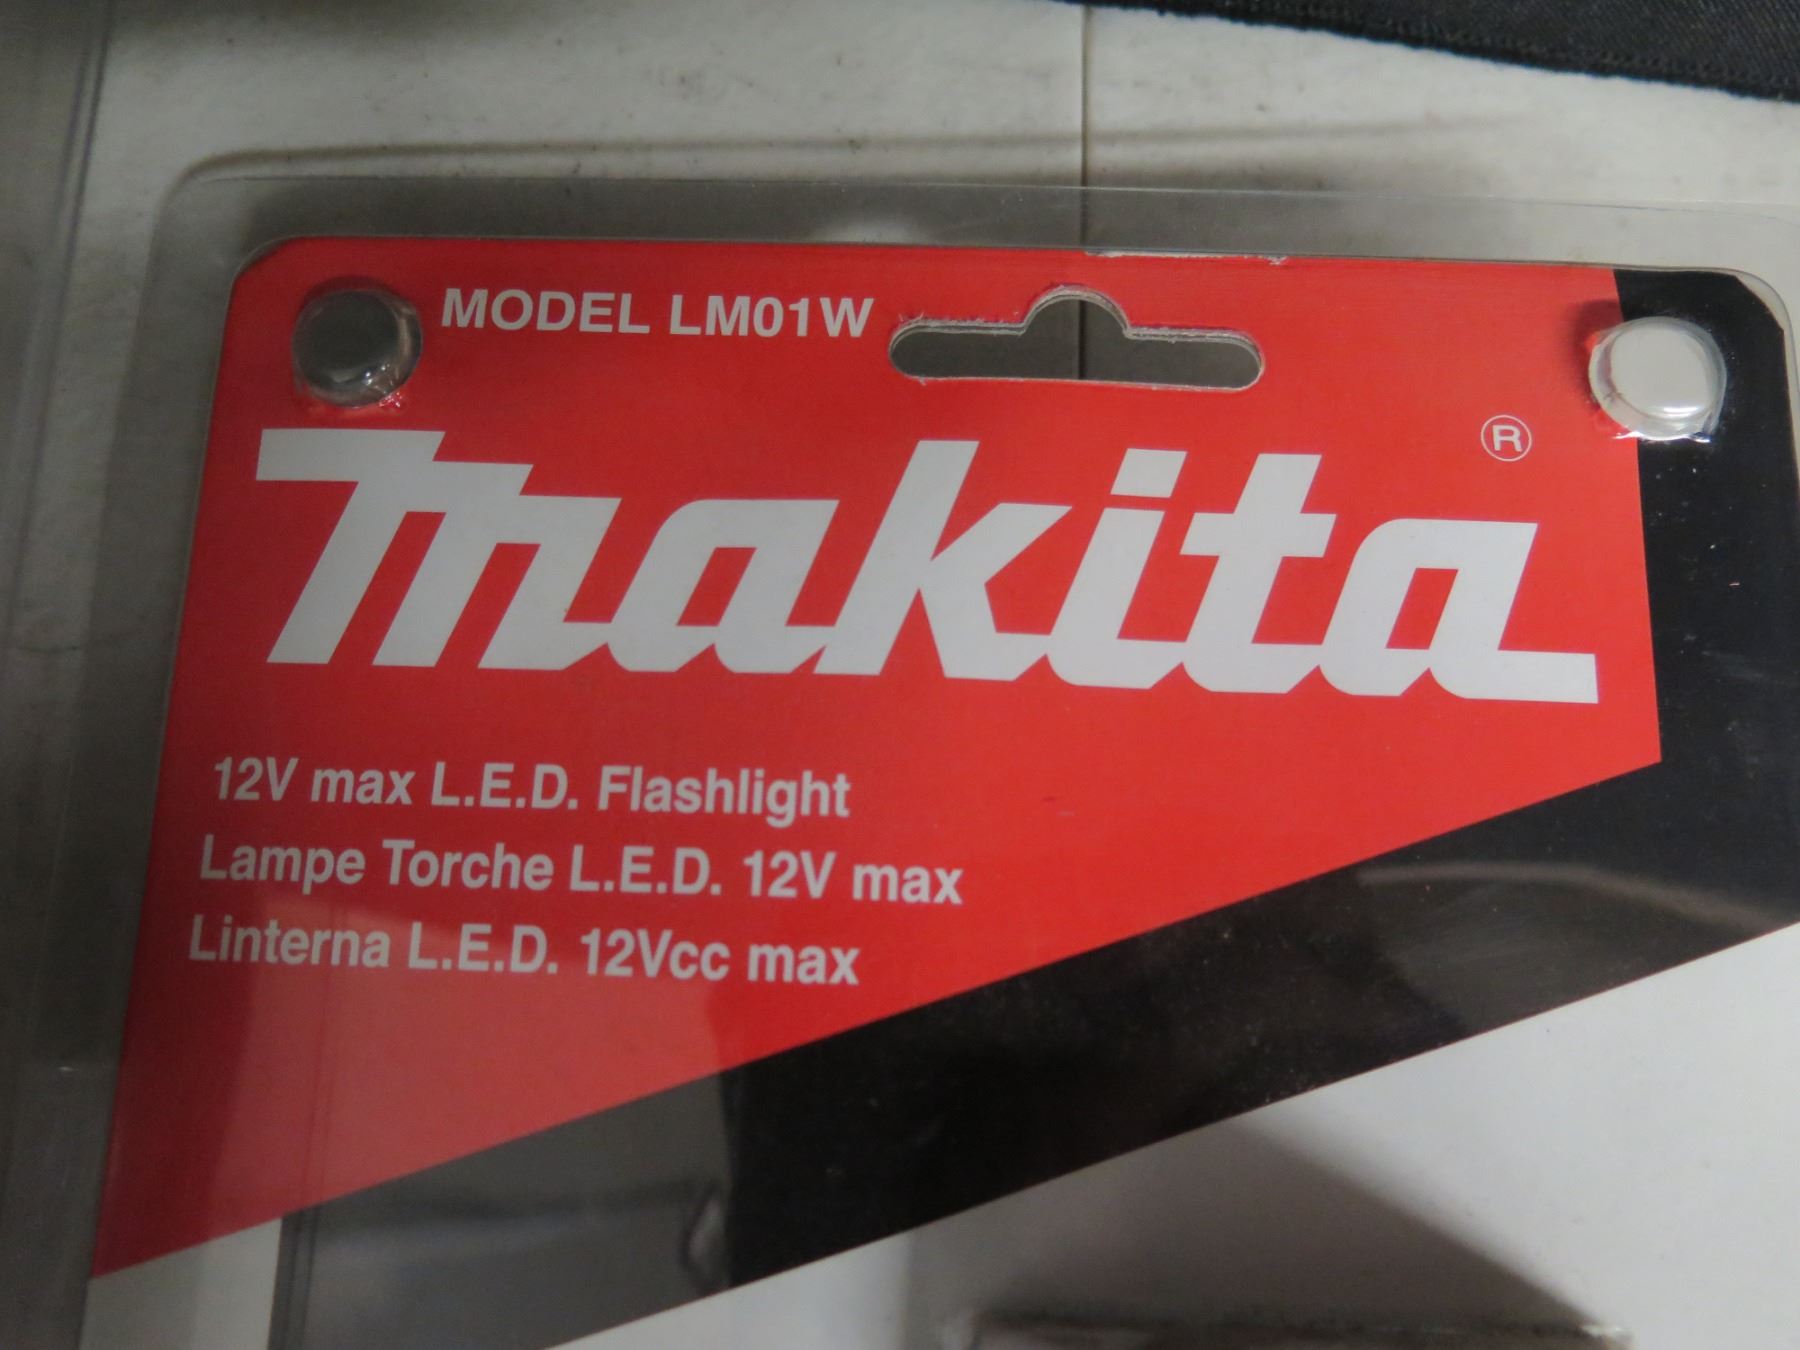 MODEL LM01W
makita ®
12V max L.E.D. Flashlight
Lampe Torche L.E.D. 12V max
Linterna L.E.D. 12Vcc max